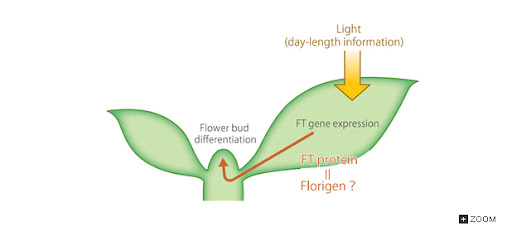 Light
(day-length information)
Flower bud
differentiation
FT gene expression
FT protein
=
Florigen ?
ZOOM